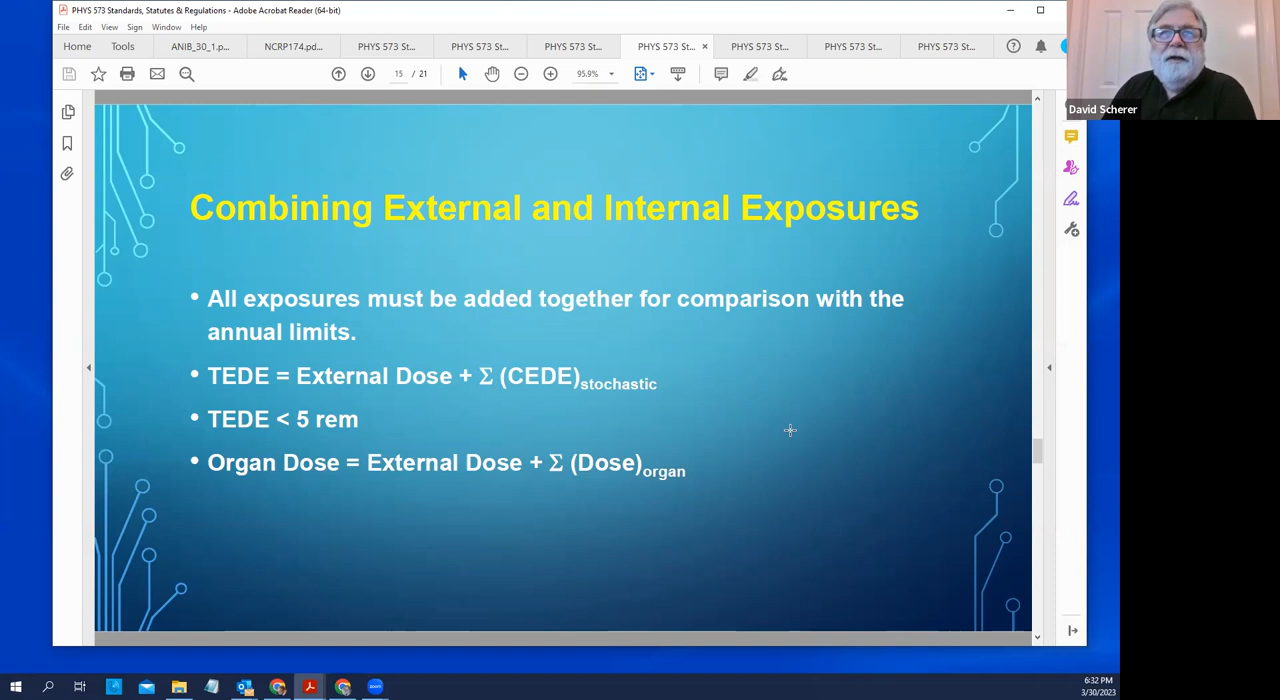 PHYS 573 Standards, Statutes & Regulations - Adobe Acrobat Reader (64-bit)
File Edit View Sign Window Help
Home Tools ANIB_30_1.p... NCRP174.pd... PHYS 573 St... PHYS 573 St... PHYS 573 St... PHYS 573 St... × PHYS 573 St... PHYS 573 St... PHYS 573 St...
15 / 21 95.9%
David Scherer
Combining External and Internal Exposures
• All exposures must be added together for comparison with the
annual limits.
• TEDE = External Dose + Σ (CEDE)stochastic
• TEDE < 5 rem
• Organ Dose = External Dose + Σ (Dose)organ
zoom
6:32 PM
3/30/2023